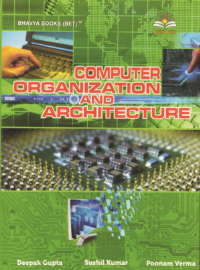 BHAVYA BOOKS (BET)
COMPUTER
ORGANIZATION
AND
ARCHITECTURE
Deepak Gupta Sushil Kumar Poonam Verma